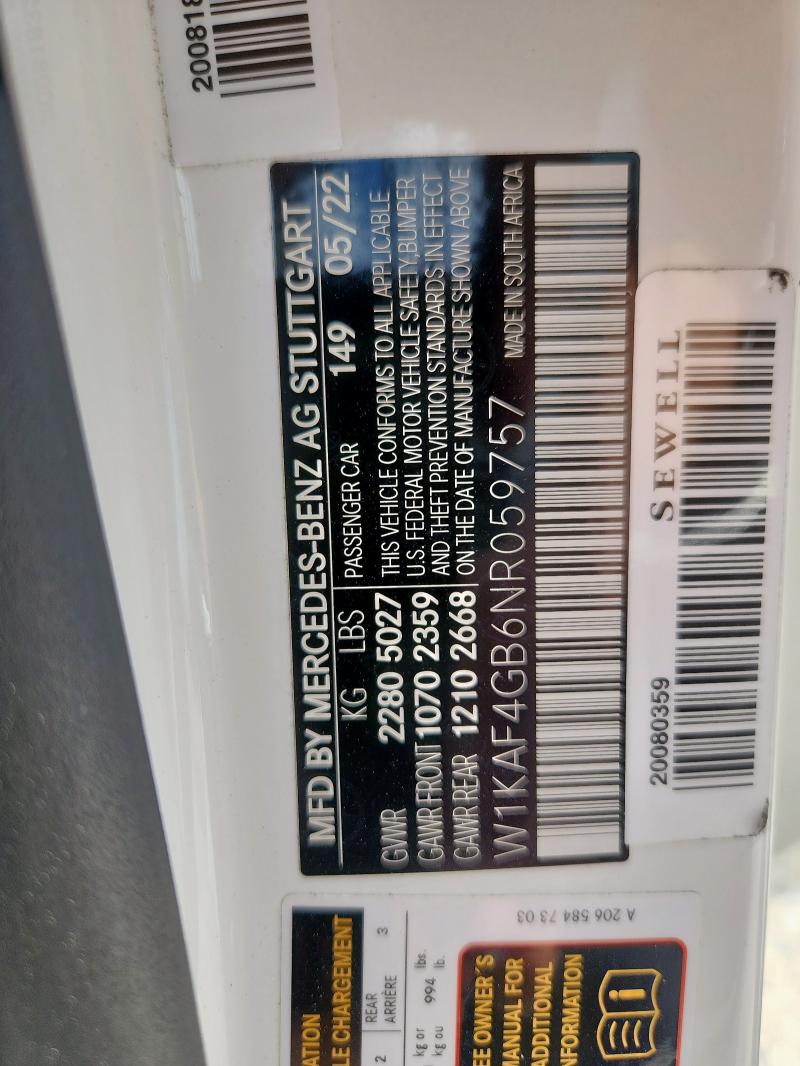 200818
MFD BY MERCEDES-BENZ AG STUTTGART
KG LBS PASSENGER CAR 149 05/22
GVWR 2280 5027 THIS VEHICLE CONFORMS TO ALL APPLICABLE
U.S. FEDERAL MOTOR VEHICLE SAFETY,BUMPER
GAWR FRONT 1070 2359 AND THEFT PREVENTION STANDARDS IN EFFECT
GAWR REAR 1210 2668 ON THE DATE OF MANUFACTURE SHOWN ABOVE
W1KAF4GB6NR059757 MADE IN SOUTH AFRICA
SEWELL
20080359
A 206 584 73 03
ATION
LE CHARGEMENT
2 REAR 3
ARRIÈRE
kg or 994 lbs.
kg ou lb.
EE OWNER'S
MANUAL FOR
ADDITIONAL
NFORMATION